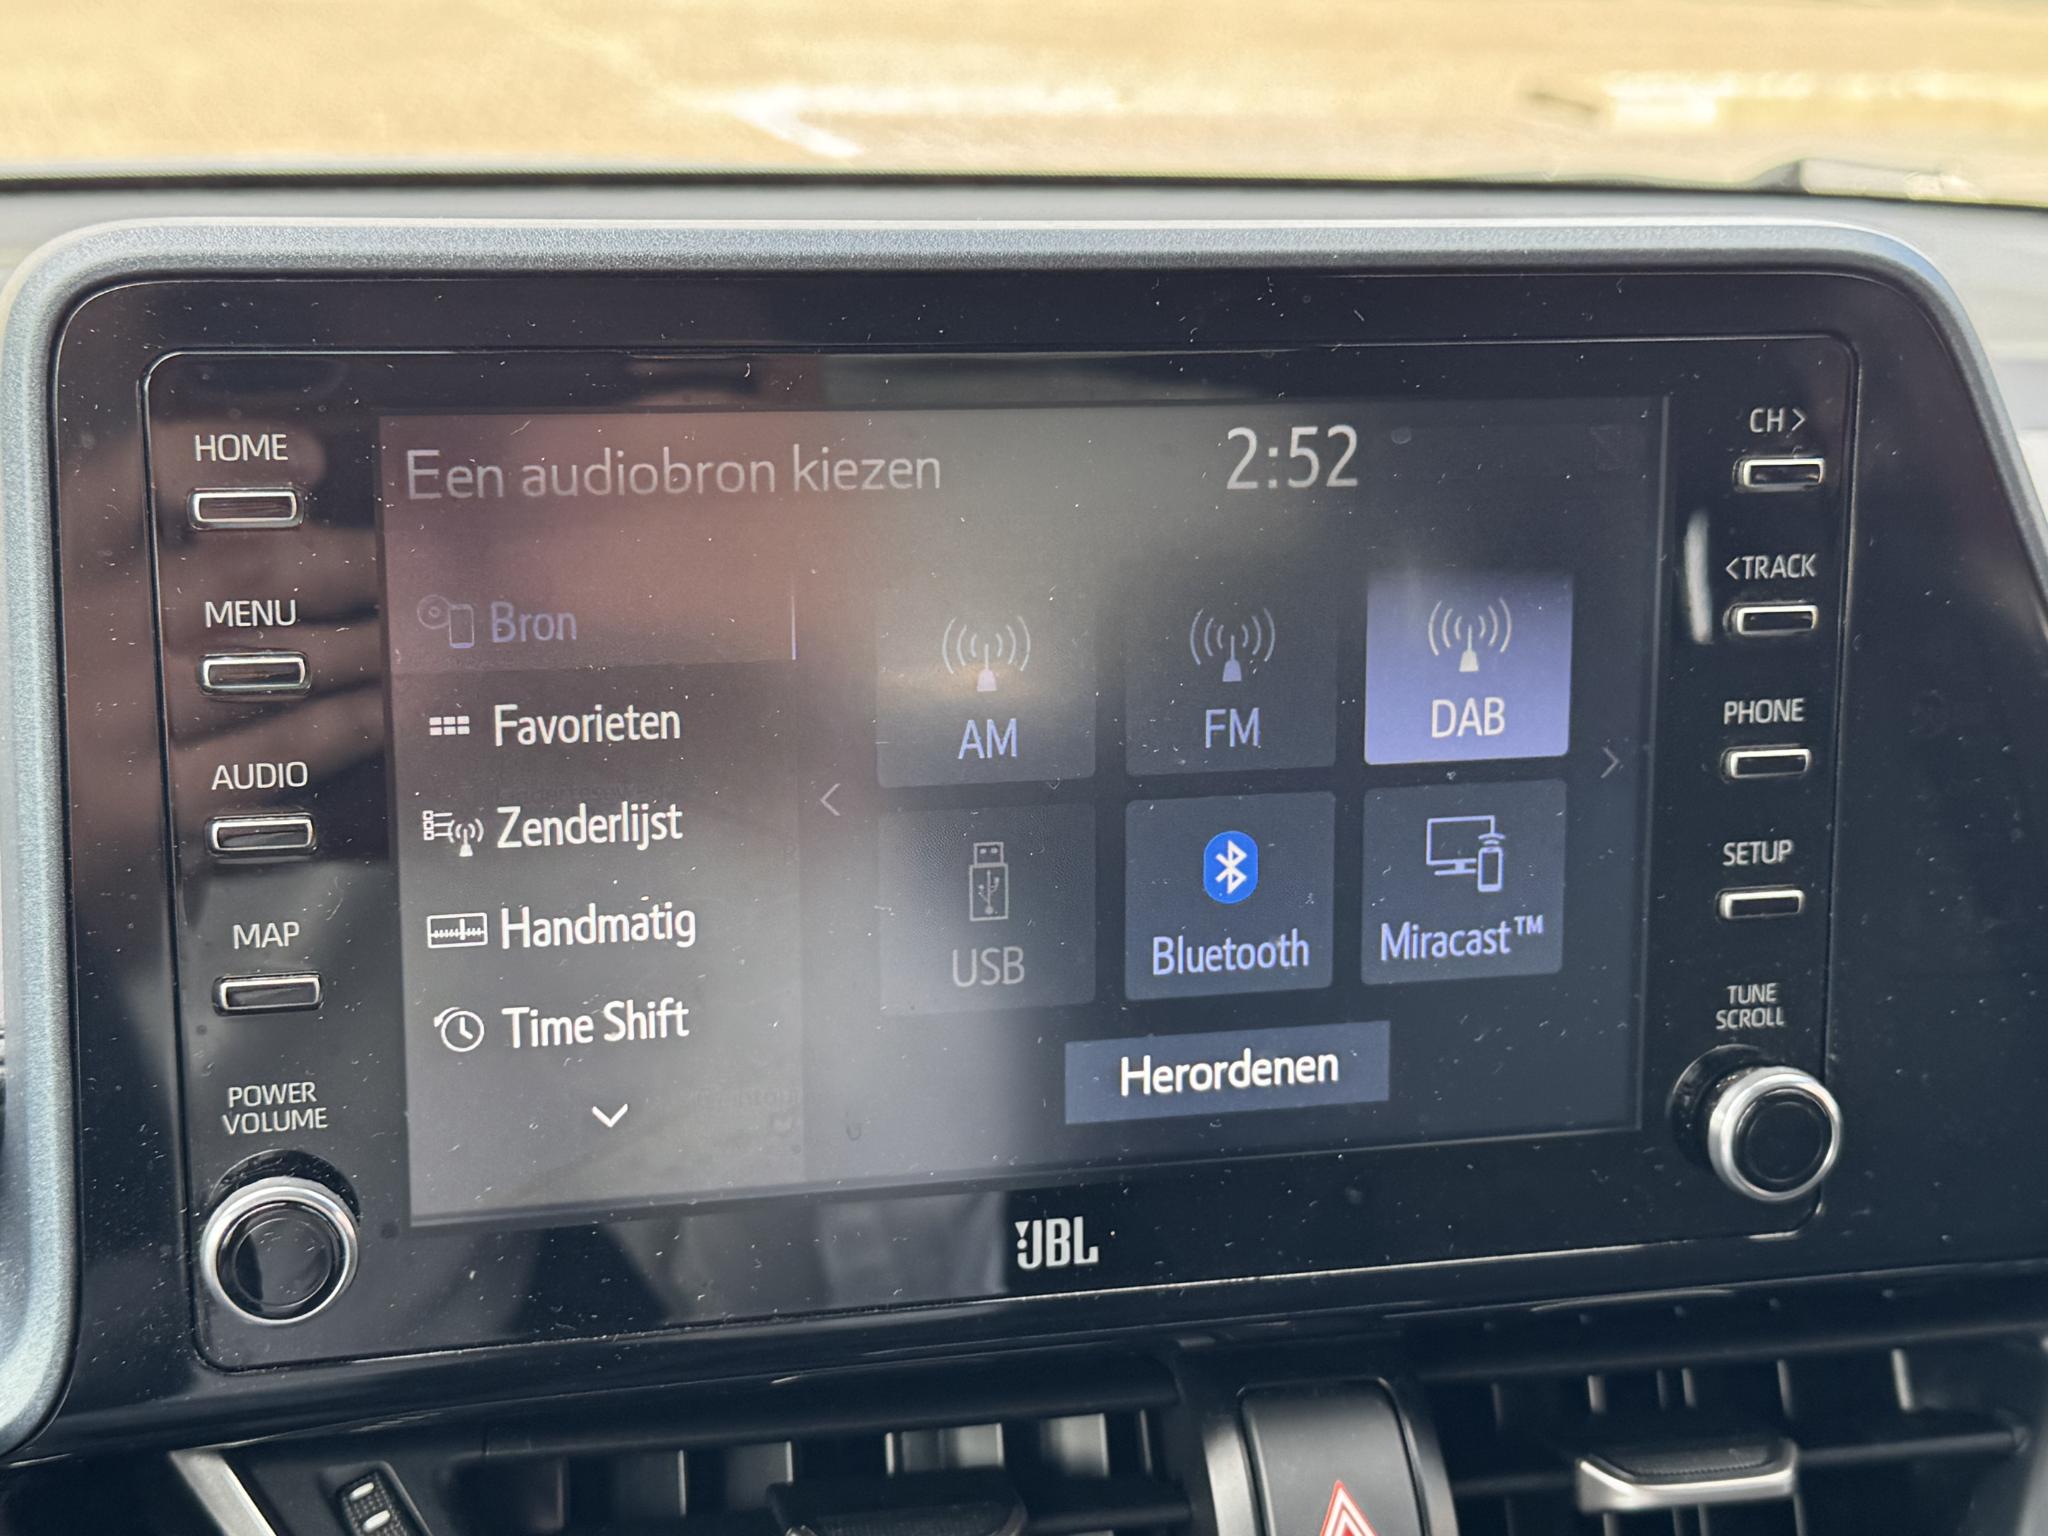 HOME
MENU
AUDIO
MAP
POWER
VOLUME
Een audiobron kiezen
2:52
Bron
Favorieten
Zenderlijst
Handmatig
Time Shift
AM
FM
DAB
USB
Bluetooth
Miracast™
Herordenen
CH>
<TRACK
PHONE
SETUP
TUNE
SCROLL
JBL